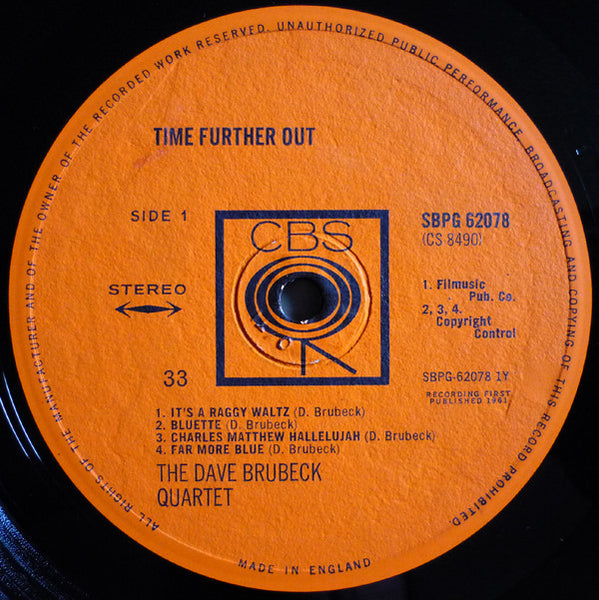 ALL RIGHTS OF THE MANUFACTURER AND OF THE OWNER OF THE RECORDED WORK RESERVED. UNAUTHORIZED PUBLIC PERFORMANCE, BROADCASTING AND COPYING OF THIS RECORD PROHIBITED.
TIME FURTHER OUT
SIDE 1
CBS
SBPG 62078
(CS 8490)
STEREO
1. Filmusic
Pub. Co.
2, 3, 4.
Copyright
Control
33
SBPG-62078 1Y
RECORDING FIRST
PUBLISHED 1961
1. IT'S A RAGGY WALTZ (D. Brubeck)
2. BLUETTE (D. Brubeck)
3. CHARLES MATTHEW HALLELUJAH (D. Brubeck)
4. FAR MORE BLUE (D. Brubeck)
THE DAVE BRUBECK
QUARTET
MADE IN ENGLAND